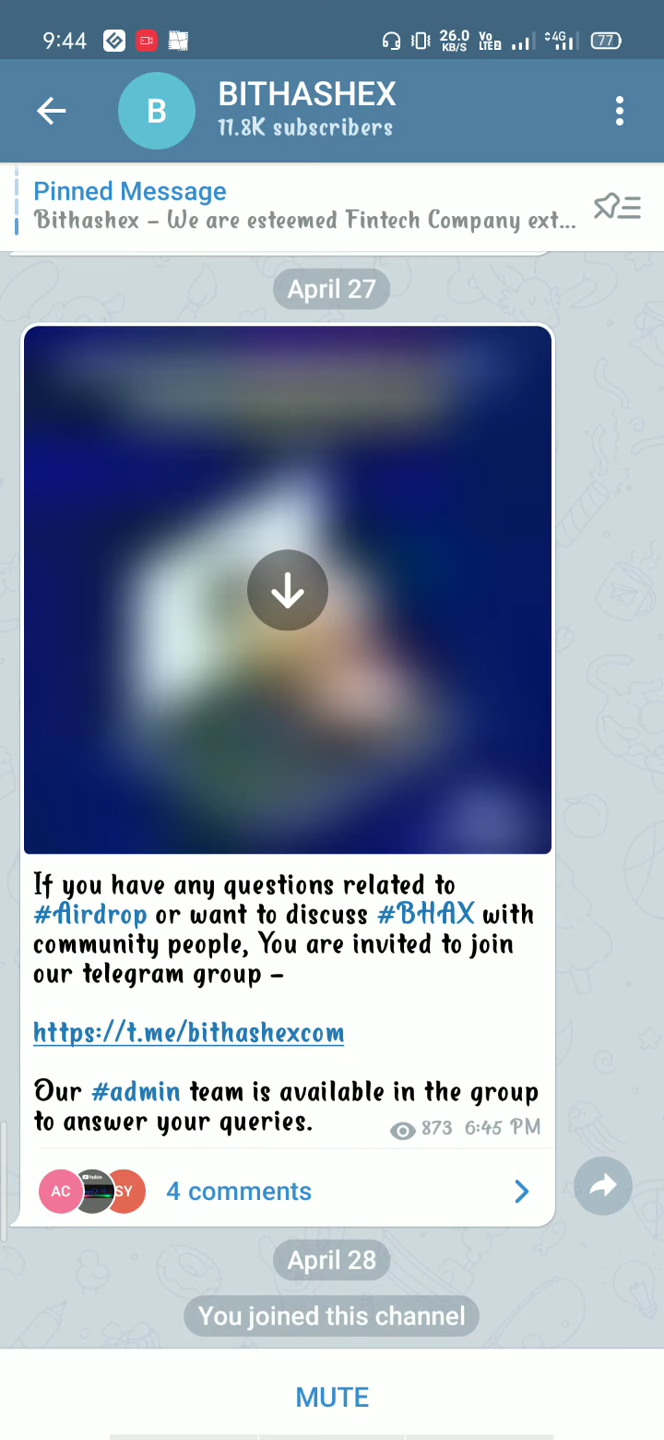 9:44 26.0 KB/S Vo LTE2 4G 77
B BITHASHEX
11.8K subscribers
Pinned Message
Bithashex – We are esteemed Fintech Company ext...
April 27
If you have any questions related to
#Airdrop or want to discuss #BHAX with
community people, You are invited to join
our telegram group –
https://t.me/bithashexcom
Our #admin team is available in the group
to answer your queries. 873 6:45 PM
AC SY 4 comments
April 28
You joined this channel
MUTE